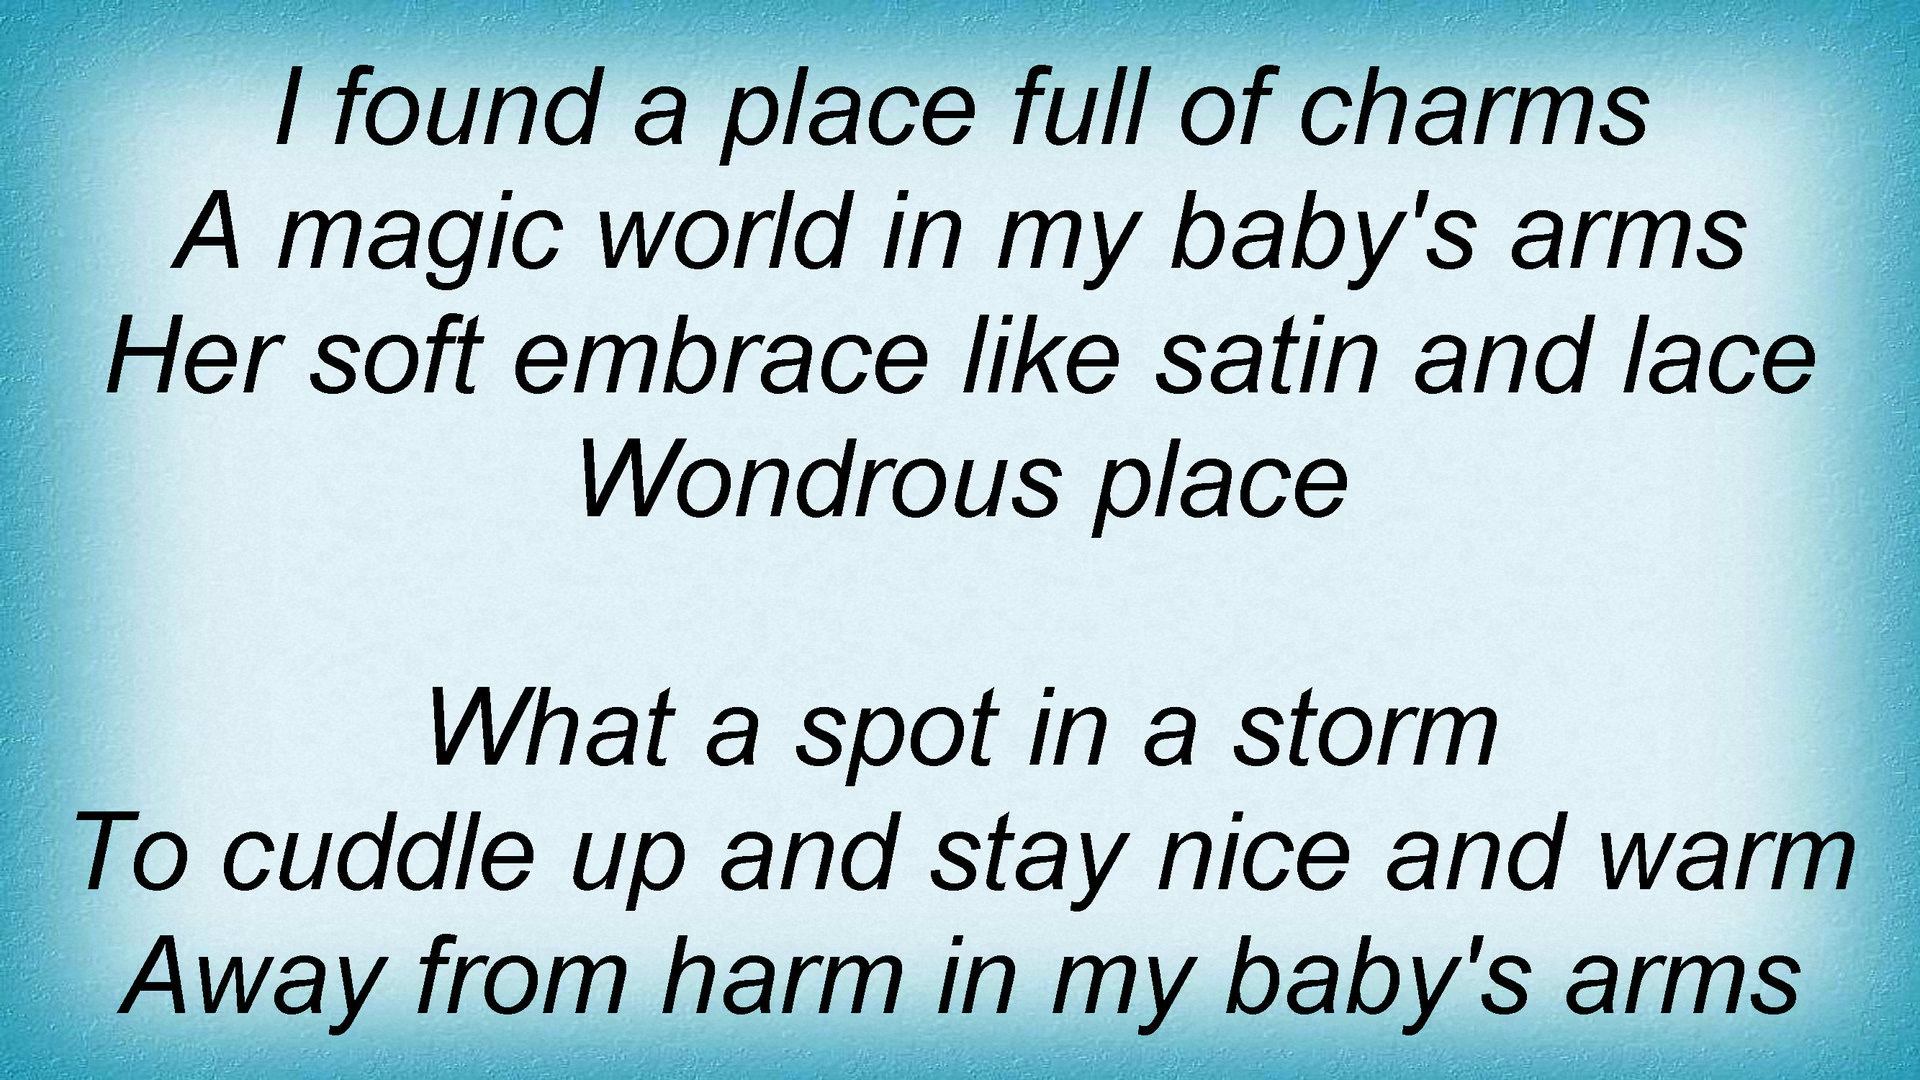 I found a place full of charms
A magic world in my baby's arms
Her soft embrace like satin and lace
Wondrous place
What a spot in a storm
To cuddle up and stay nice and warm
Away from harm in my baby's arms